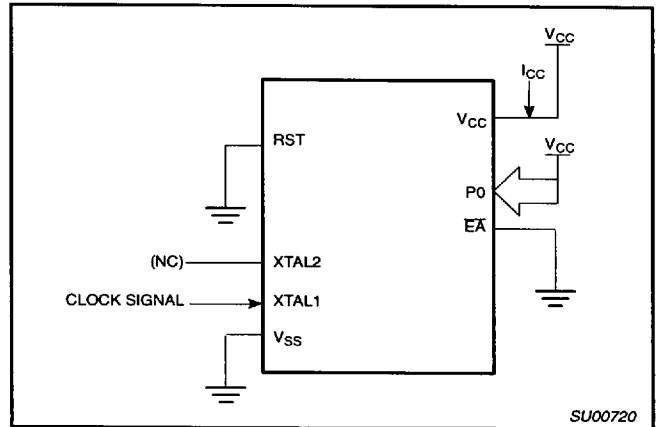 VCC
ICC
VCC
RST
VCC
P0
EA
(NC)
XTAL2
CLOCK SIGNAL
XTAL1
VSS
SU00720